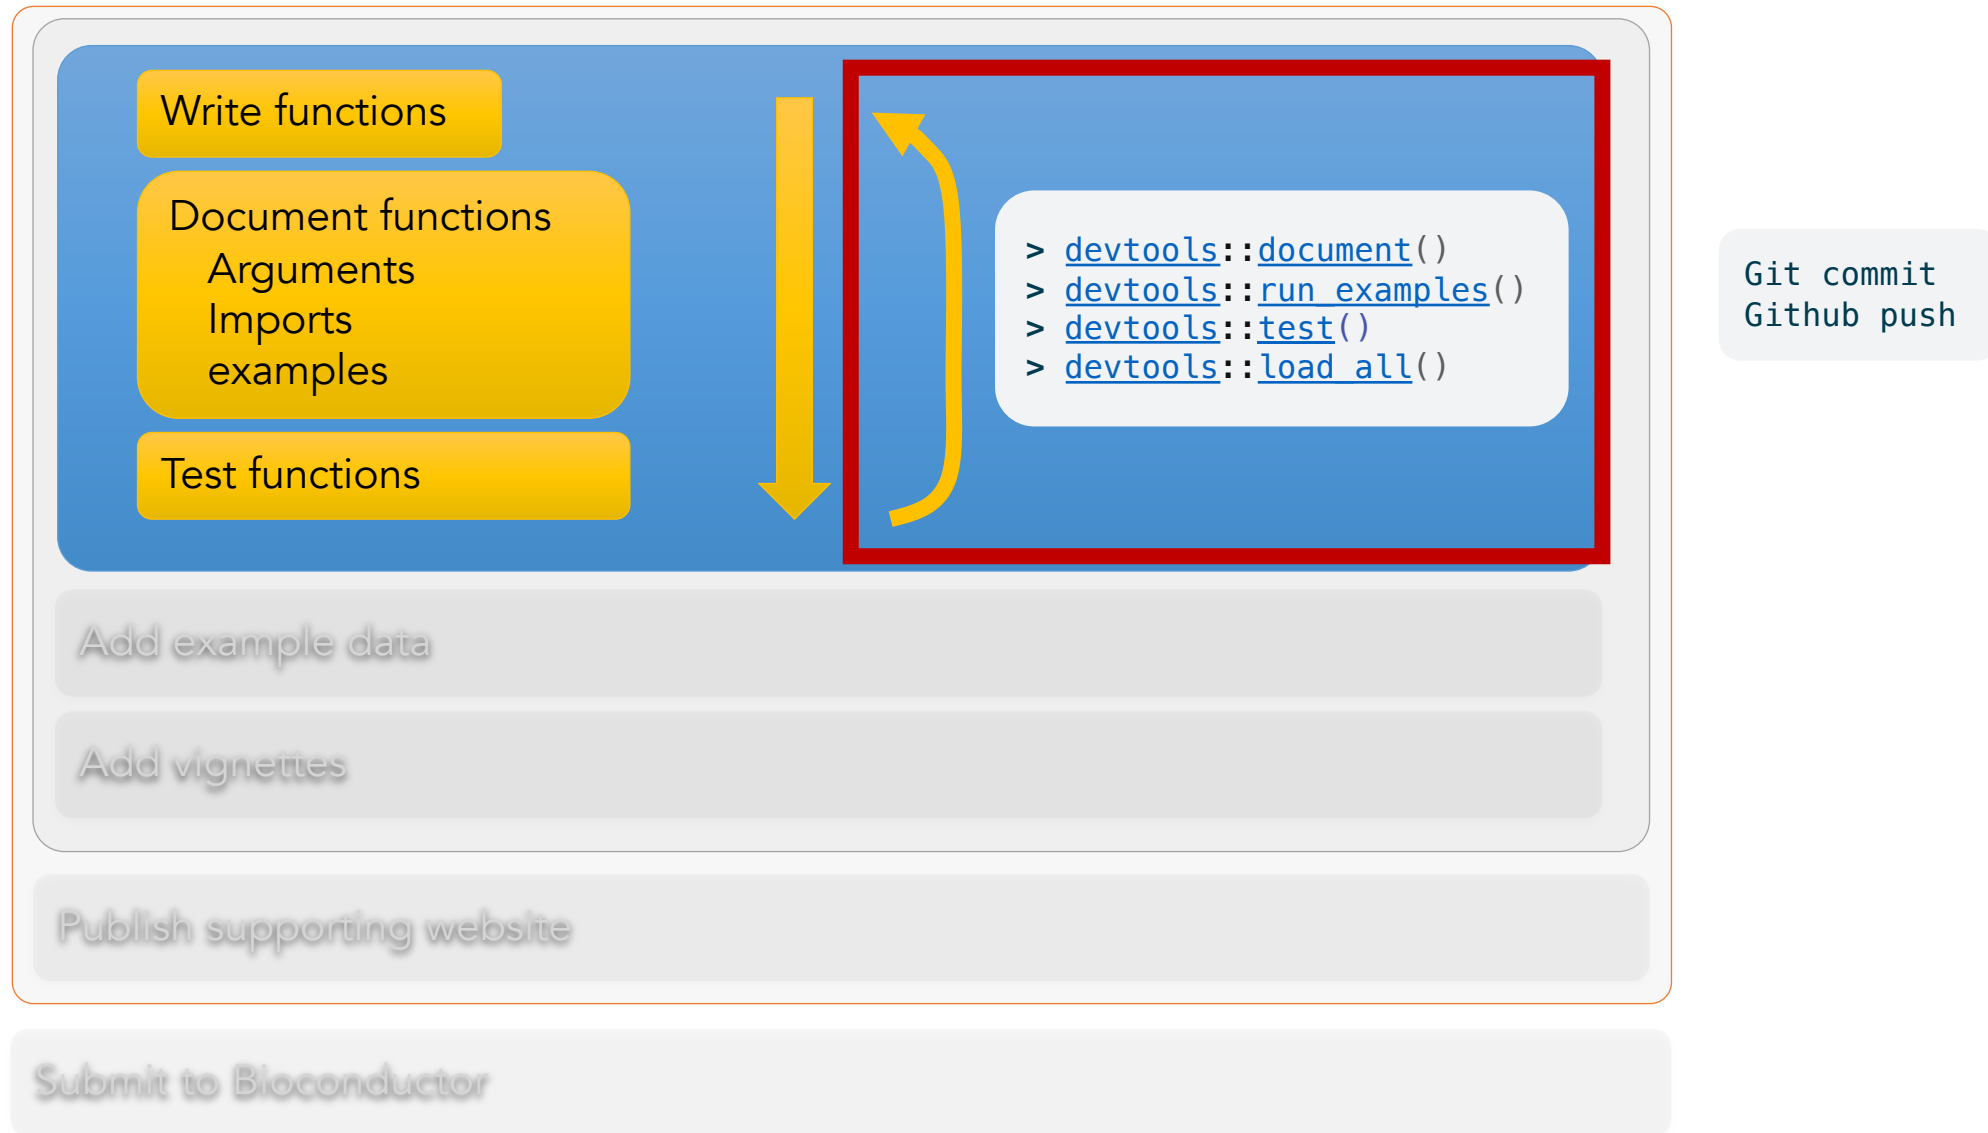 Write functions
Document functions
Arguments
Imports
examples
Test functions
> devtools::document()
> devtools::run_examples()
> devtools::test()
> devtools::load_all()
Git commit
Github push
Add example data
Add vignettes
Publish supporting website
Submit to Bioconductor